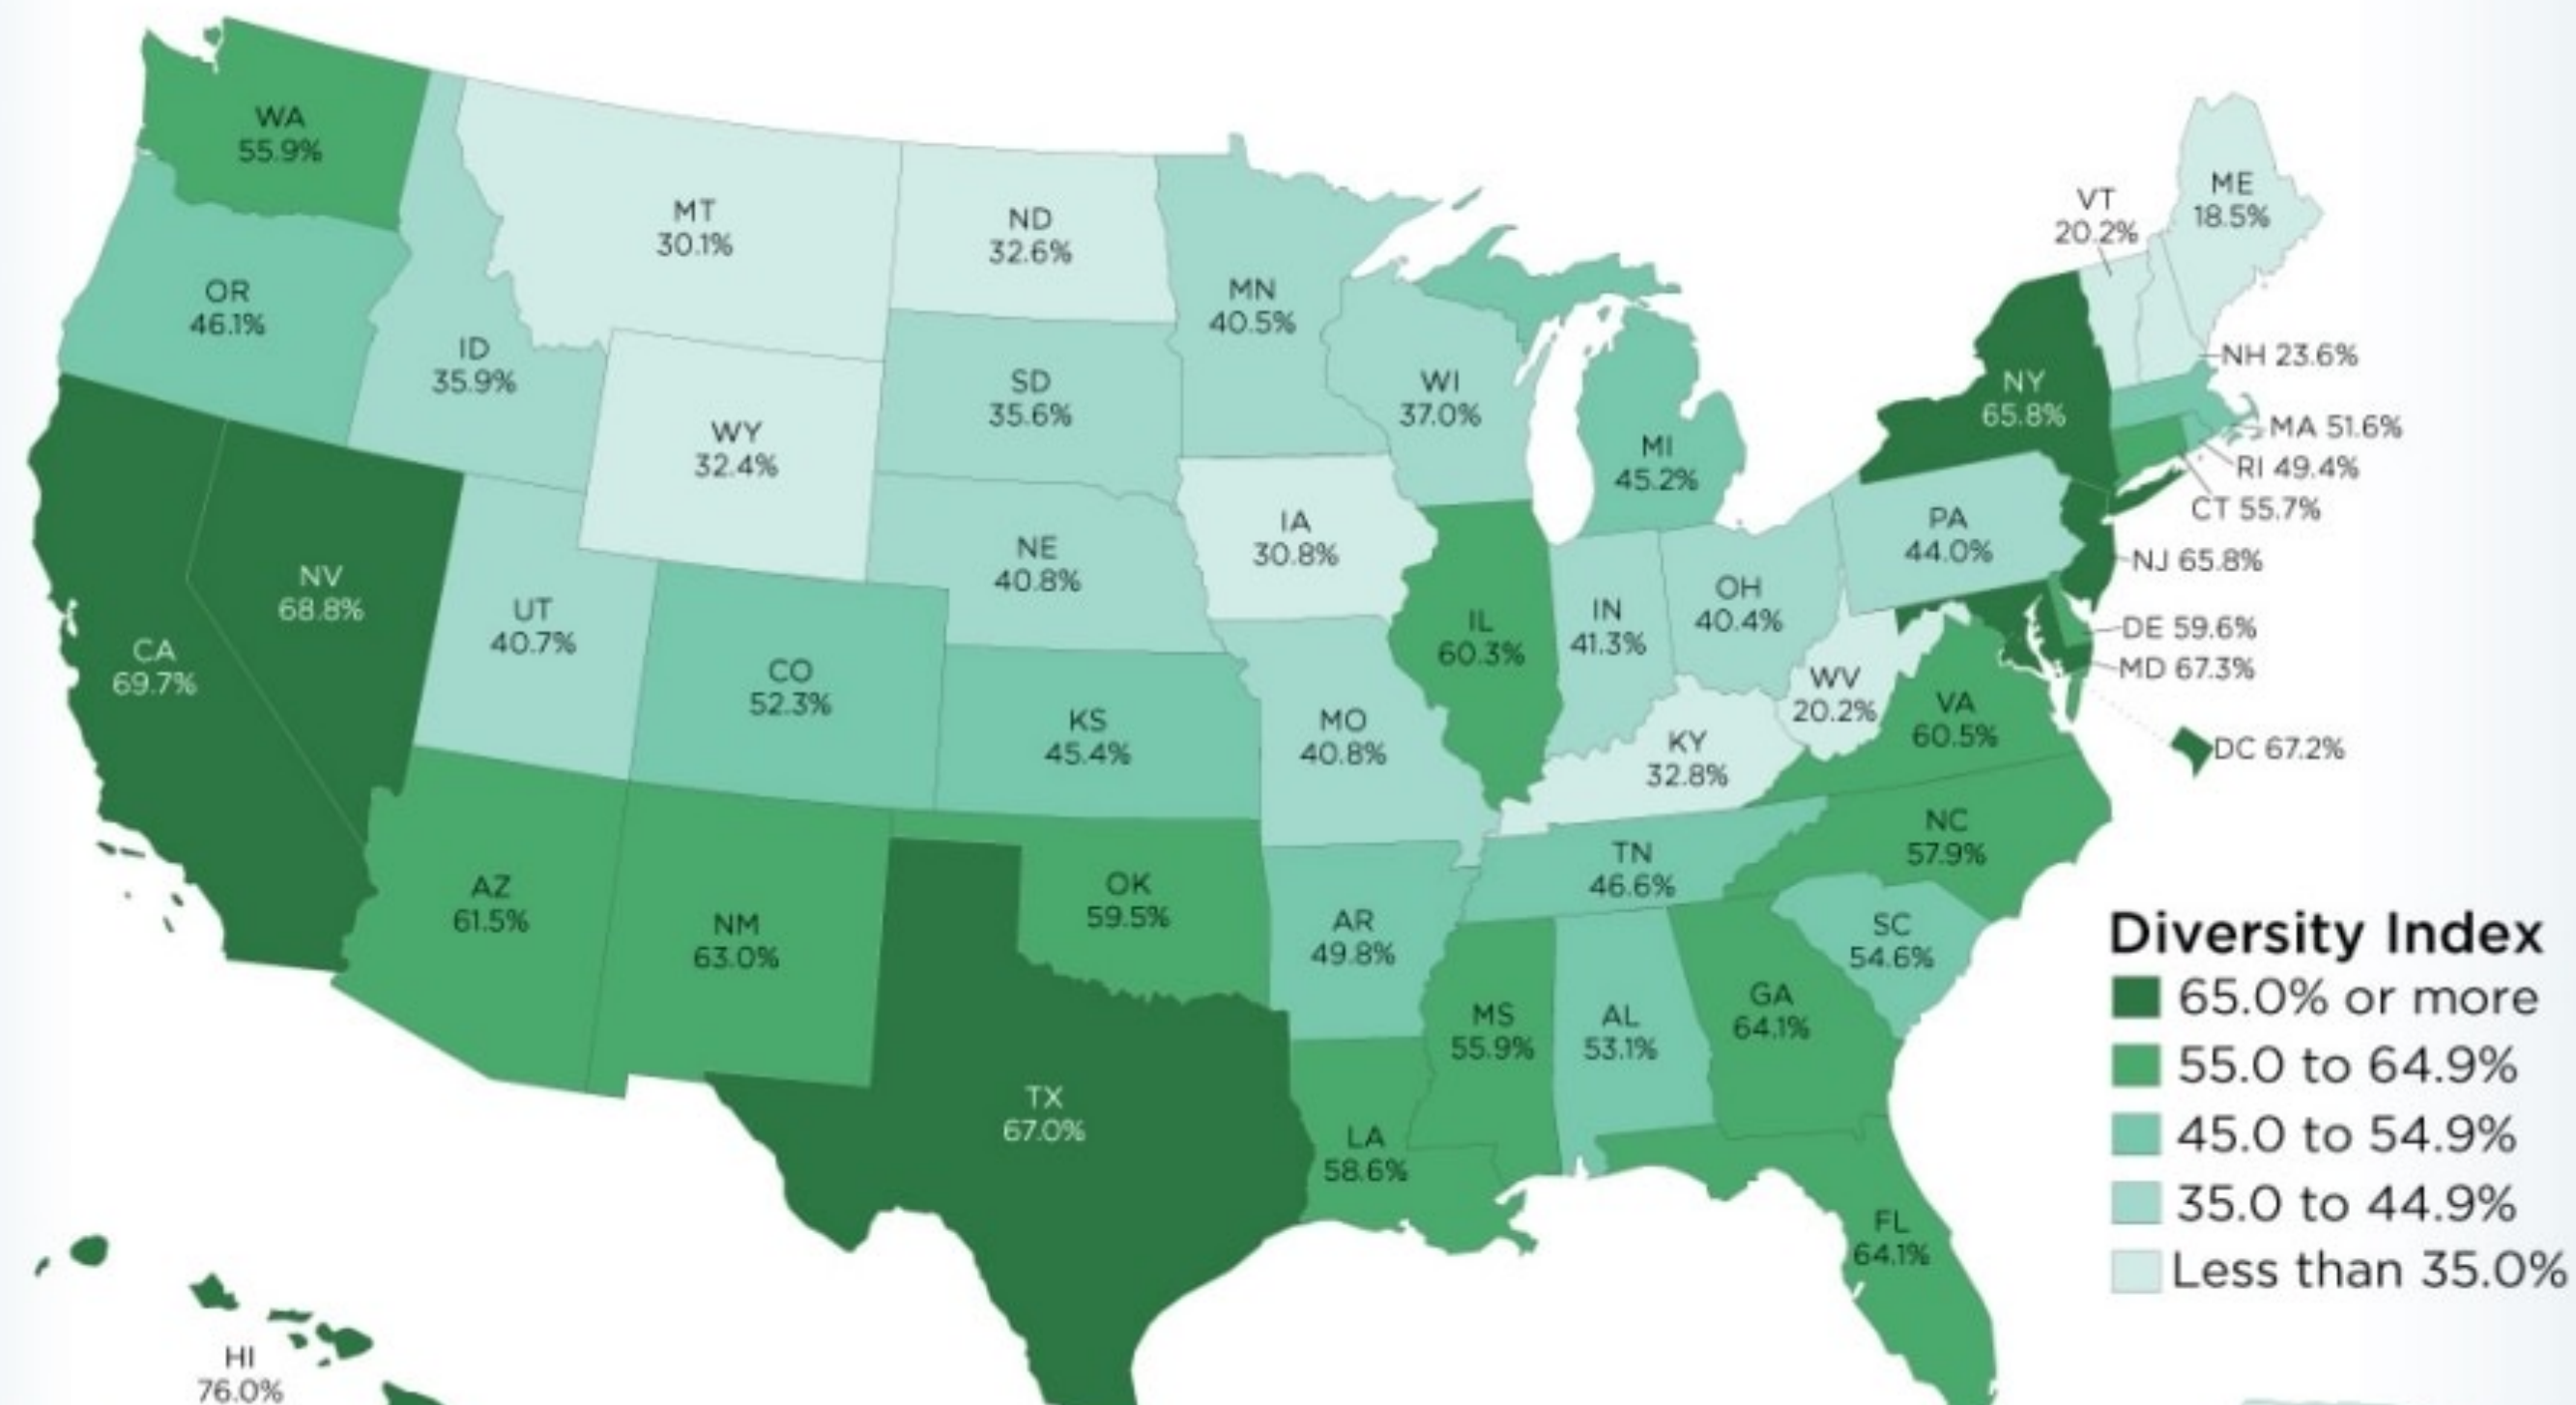 WA
55.9%
OR
46.1%
ID
35.9%
MT
30.1%
ND
32.6%
MN
40.5%
SD
35.6%
WI
37.0%
WY
32.4%
MI
45.2%
VT
20.2%
ME
18.5%
NH 23.6%
NY
65.8%
MA 51.6%
RI 49.4%
CT 55.7%
PA
44.0%
NJ 65.8%
DE 59.6%
MD 67.3%
DC 67.2%
CA
69.7%
NV
68.8%
UT
40.7%
CO
52.3%
NE
40.8%
IA
30.8%
KS
45.4%
MO
40.8%
IL
60.3%
IN
41.3%
OH
40.4%
WV
20.2%
VA
60.5%
KY
32.8%
NC
57.9%
TN
46.6%
SC
54.6%
AZ
61.5%
NM
63.0%
OK
59.5%
AR
49.8%
MS
55.9%
AL
53.1%
GA
64.1%
TX
67.0%
LA
58.6%
FL
64.1%
HI
76.0%
Diversity Index
65.0% or more
55.0 to 64.9%
45.0 to 54.9%
35.0 to 44.9%
Less than 35.0%